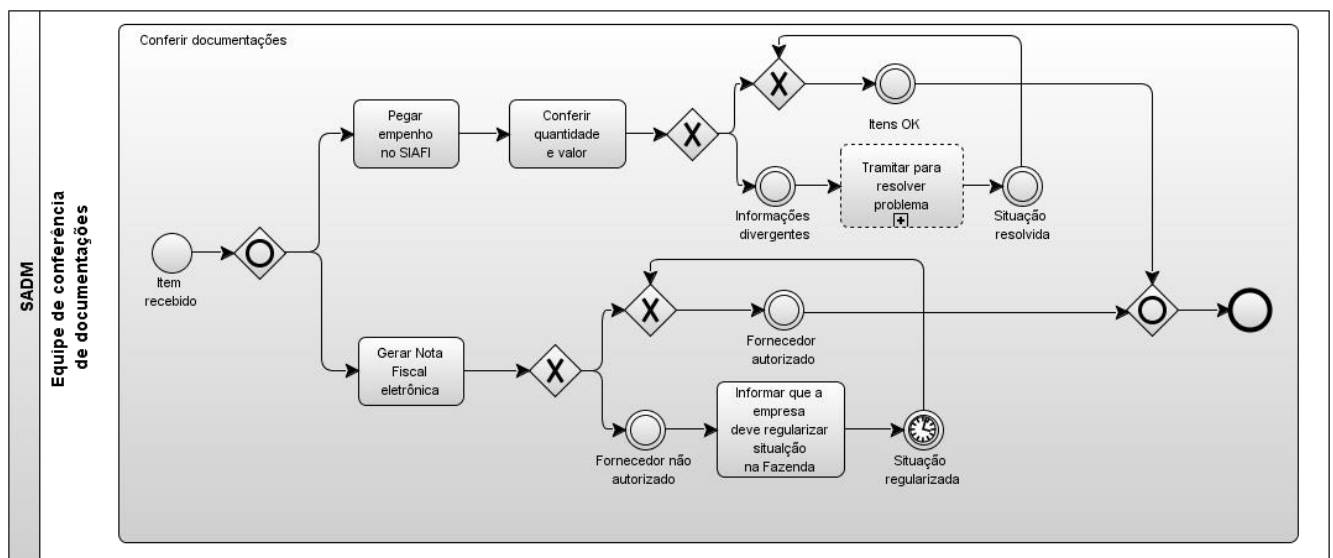 SADM
Equipe de conferência
de documentações
Conferir documentações
Item
recebido
Pegar
empenho
no SIAFI
Conferir
quantidade
e valor
Itens OK
Informações
divergentes
Tramitar para
resolver
problema
Situação
resolvida
Gerar Nota
Fiscal
eletrônica
Fornecedor
autorizado
Fornecedor não
autorizado
Informar que a
empresa
deve regularizar
situalção
na Fazenda
Situação
regularizada